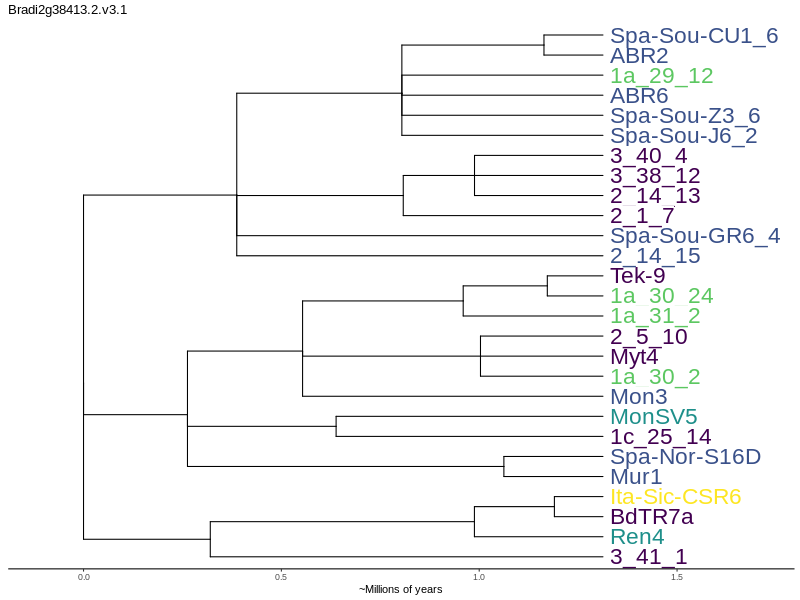 Bradi2g38413.2.v3.1
Spa-Sou-CU1_6
ABR2
1a_29_12
ABR6
Spa-Sou-Z3_6
Spa-Sou-J6_2
3_40_4
3_38_12
2_14_13
2_1_7
Spa-Sou-GR6_4
2_14_15
Tek-9
1a_30_24
1a_31_2
2_5_10
Myt4
1a_30_2
Mon3
MonSV5
1c_25_14
Spa-Nor-S16D
Mur1
Ita-Sic-CSR6
BdTR7a
Ren4
3_41_1
0.0 0.5 1.0 1.5
~Millions of years